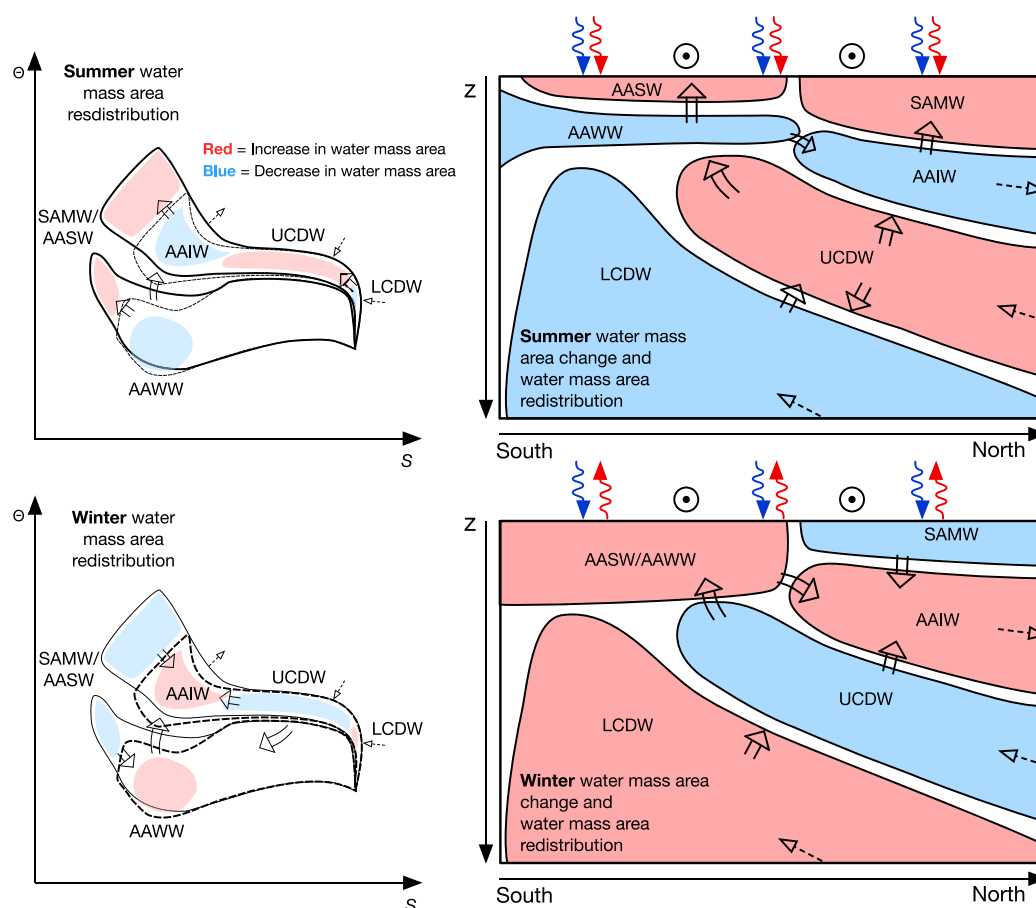 Θ
Summer water
mass area
resdistribution
Red = Increase in water mass area
Blue = Decrease in water mass area
SAMW/
AASW
AAIW
UCDW
LCDW
AAWW
S
Z
AASW
SAMW
AAWW
AAIW
UCDW
LCDW
Summer water mass
area change and
water mass area
redistribution
South
North
Θ
Winter water
mass area
redistribution
SAMW/
AASW
AAIW
UCDW
LCDW
AAWW
S
Z
SAMW
AASW/AAWW
AAIW
UCDW
LCDW
Winter water mass area
change and
water mass area
redistribution
South
North